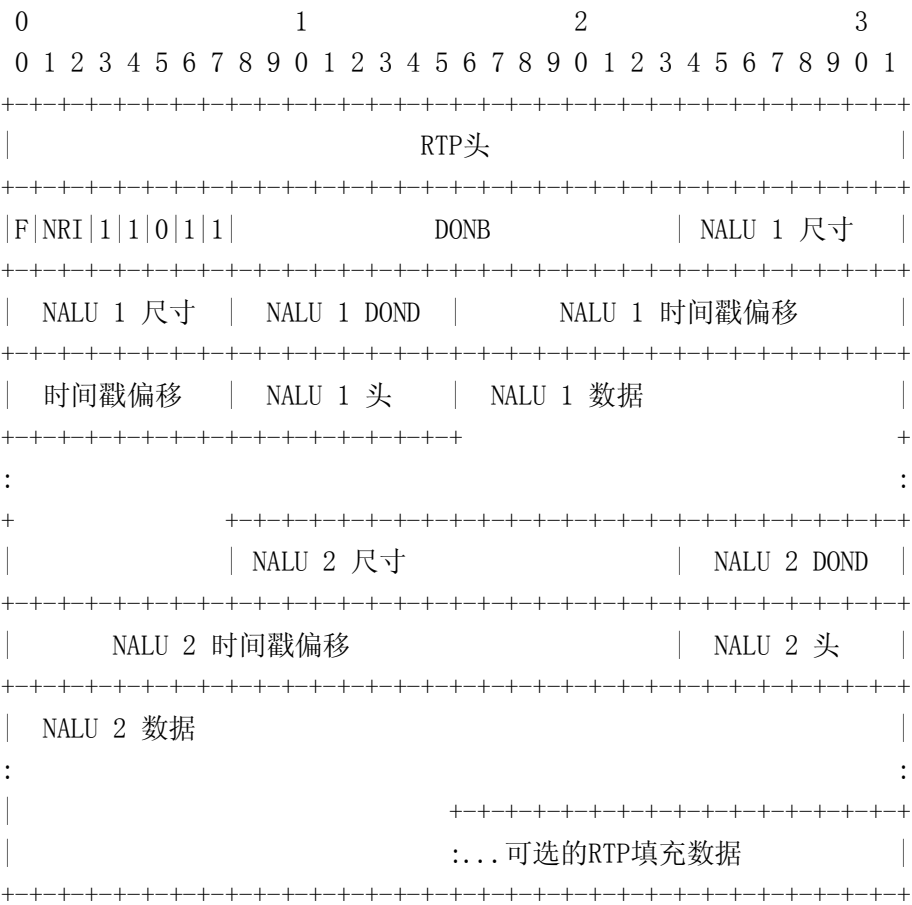 0 1 2 3
0 1 2 3 4 5 6 7 8 9 0 1 2 3 4 5 6 7 8 9 0 1 2 3 4 5 6 7 8 9 0 1
+-+-+-+-+-+-+-+-+-+-+-+-+-+-+-+-+-+-+-+-+-+-+-+-+-+-+-+-+-+-+-+-+
| RTP头 |
+-+-+-+-+-+-+-+-+-+-+-+-+-+-+-+-+-+-+-+-+-+-+-+-+-+-+-+-+-+-+-+-+
|F|NRI|1|1|0|1|1| DONB | NALU 1 尺寸 |
+-+-+-+-+-+-+-+-+-+-+-+-+-+-+-+-+-+-+-+-+-+-+-+-+-+-+-+-+-+-+-+-+
| NALU 1 尺寸 | NALU 1 DOND | NALU 1 时间戳偏移 |
+-+-+-+-+-+-+-+-+-+-+-+-+-+-+-+-+-+-+-+-+-+-+-+-+-+-+-+-+-+-+-+-+
| 时间戳偏移 | NALU 1 头 | NALU 1 数据 |
+-+-+-+-+-+-+-+-+-+-+-+-+-+-+-+-+ +
: :
+ +-+-+-+-+-+-+-+-+-+-+-+-+-+-+-+-+-+-+-+-+-+-+-+-+
| | NALU 2 尺寸 | NALU 2 DOND |
+-+-+-+-+-+-+-+-+-+-+-+-+-+-+-+-+-+-+-+-+-+-+-+-+-+-+-+-+-+-+-+-+
| NALU 2 时间戳偏移 | NALU 2 头 |
+-+-+-+-+-+-+-+-+-+-+-+-+-+-+-+-+-+-+-+-+-+-+-+-+-+-+-+-+-+-+-+-+
| NALU 2 数据 |
: :
| +-+-+-+-+-+-+-+-+-+-+-+-+-+-+-+-+
| :...可选的RTP填充数据 |
+-+-+-+-+-+-+-+-+-+-+-+-+-+-+-+-+-+-+-+-+-+-+-+-+-+-+-+-+-+-+-+-+